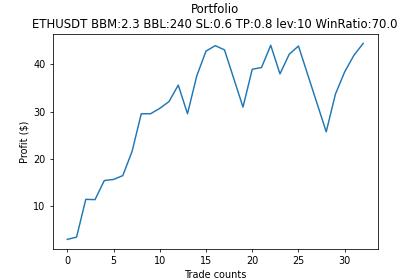 Portfolio
ETHUSDT BBM:2.3 BBL:240 SL:0.6 TP:0.8 lev:10 WinRatio:70.0
40
30
20
10
Profit ($)
0 5 10 15 20 25 30
Trade counts